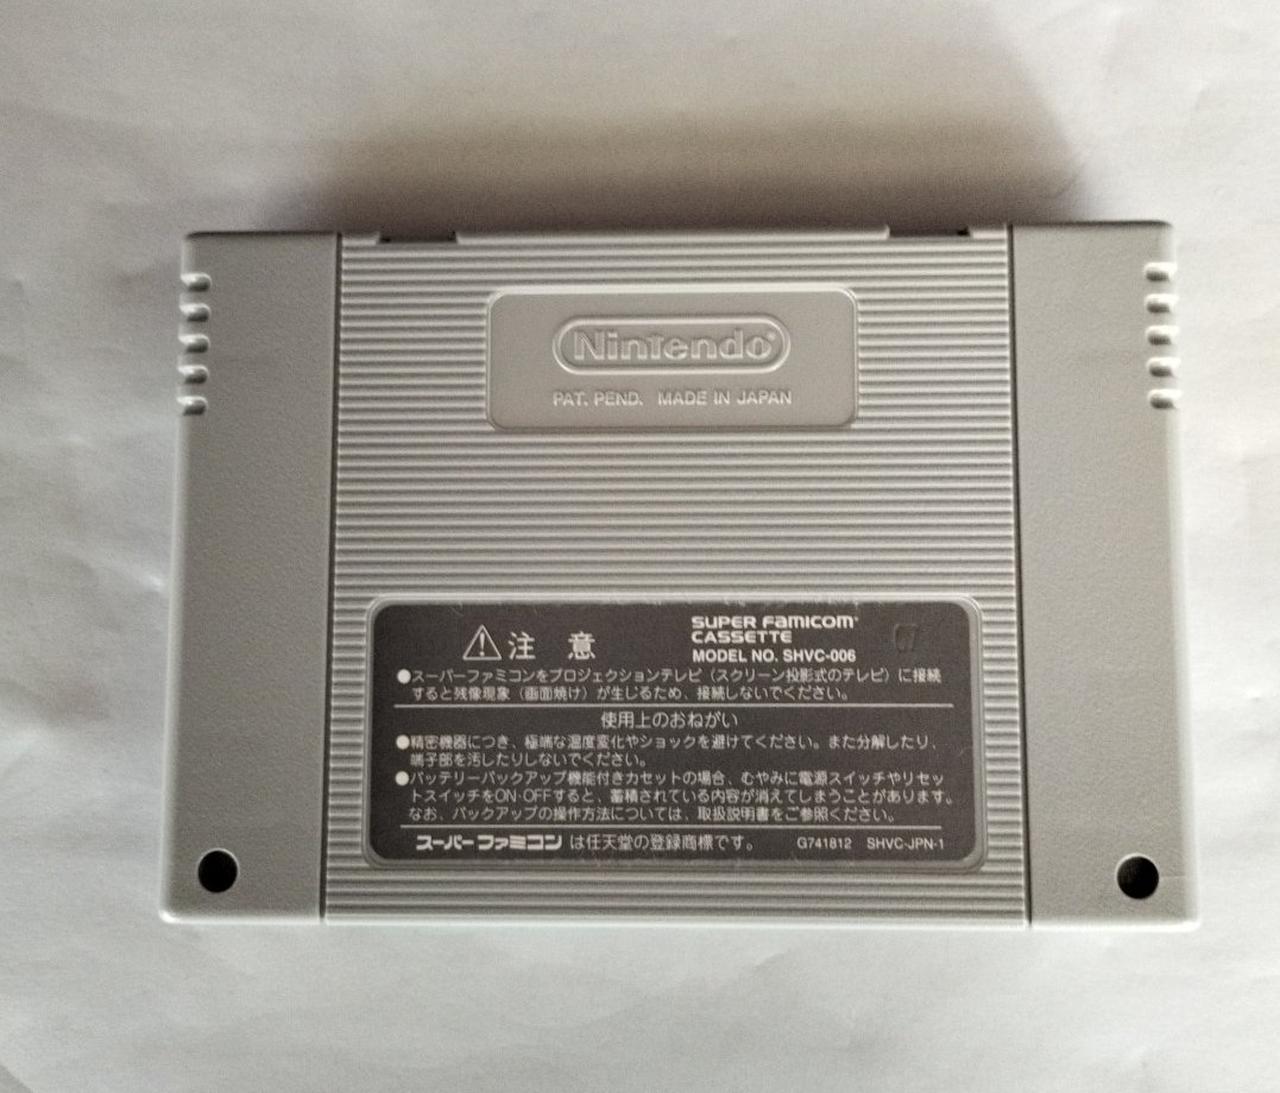 Nintendo®
PAT. PEND. MADE IN JAPAN
注意
SUPER FAMICOM®
CASSETTE
MODEL NO. SHVC-006
●スーパーファミコンをプロジェクションテレビ（スクリーン投影式のテレビ）に接続
すると残像現象（画面焼け）が生じるため、接続しないでください。
使用上のおねがい
●精密機器につき、極端な温度変化やショックを避けてください。また分解したり、
端子部を汚したりしないでください。
●バッテリーバックアップ機能付きカセットの場合、むやみに電源スイッチやリセッ
トスイッチをON·OFFすると、蓄積されている内容が消えてしまうことがあります。
なお、バックアップの操作方法については、取扱説明書をご参照ください。
スーパーファミコンは任天堂の登録商標です。 G741812 SHVC-JPN-1